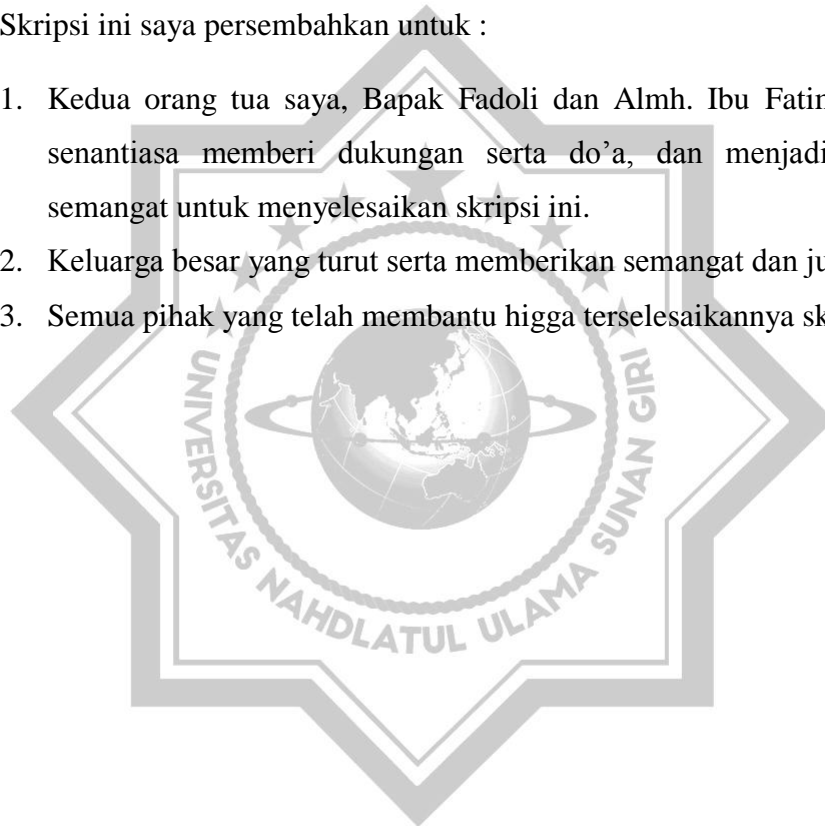 Skripsi ini saya persembahkan untuk :
1. Kedua orang tua saya, Bapak Fadoli dan Almh. Ibu
senantiasa memberi dukungan serta do’a, dan menjadi
semangat untuk menyelesaikan skripsi ini.
2. Keluarga besar yang turut serta memberikan semangat dan
3. Semua pihak yang telah membantu higga terselesaikannya
UNIVERSITAS NAHDLATUL ULAMA SUNAN GIRI